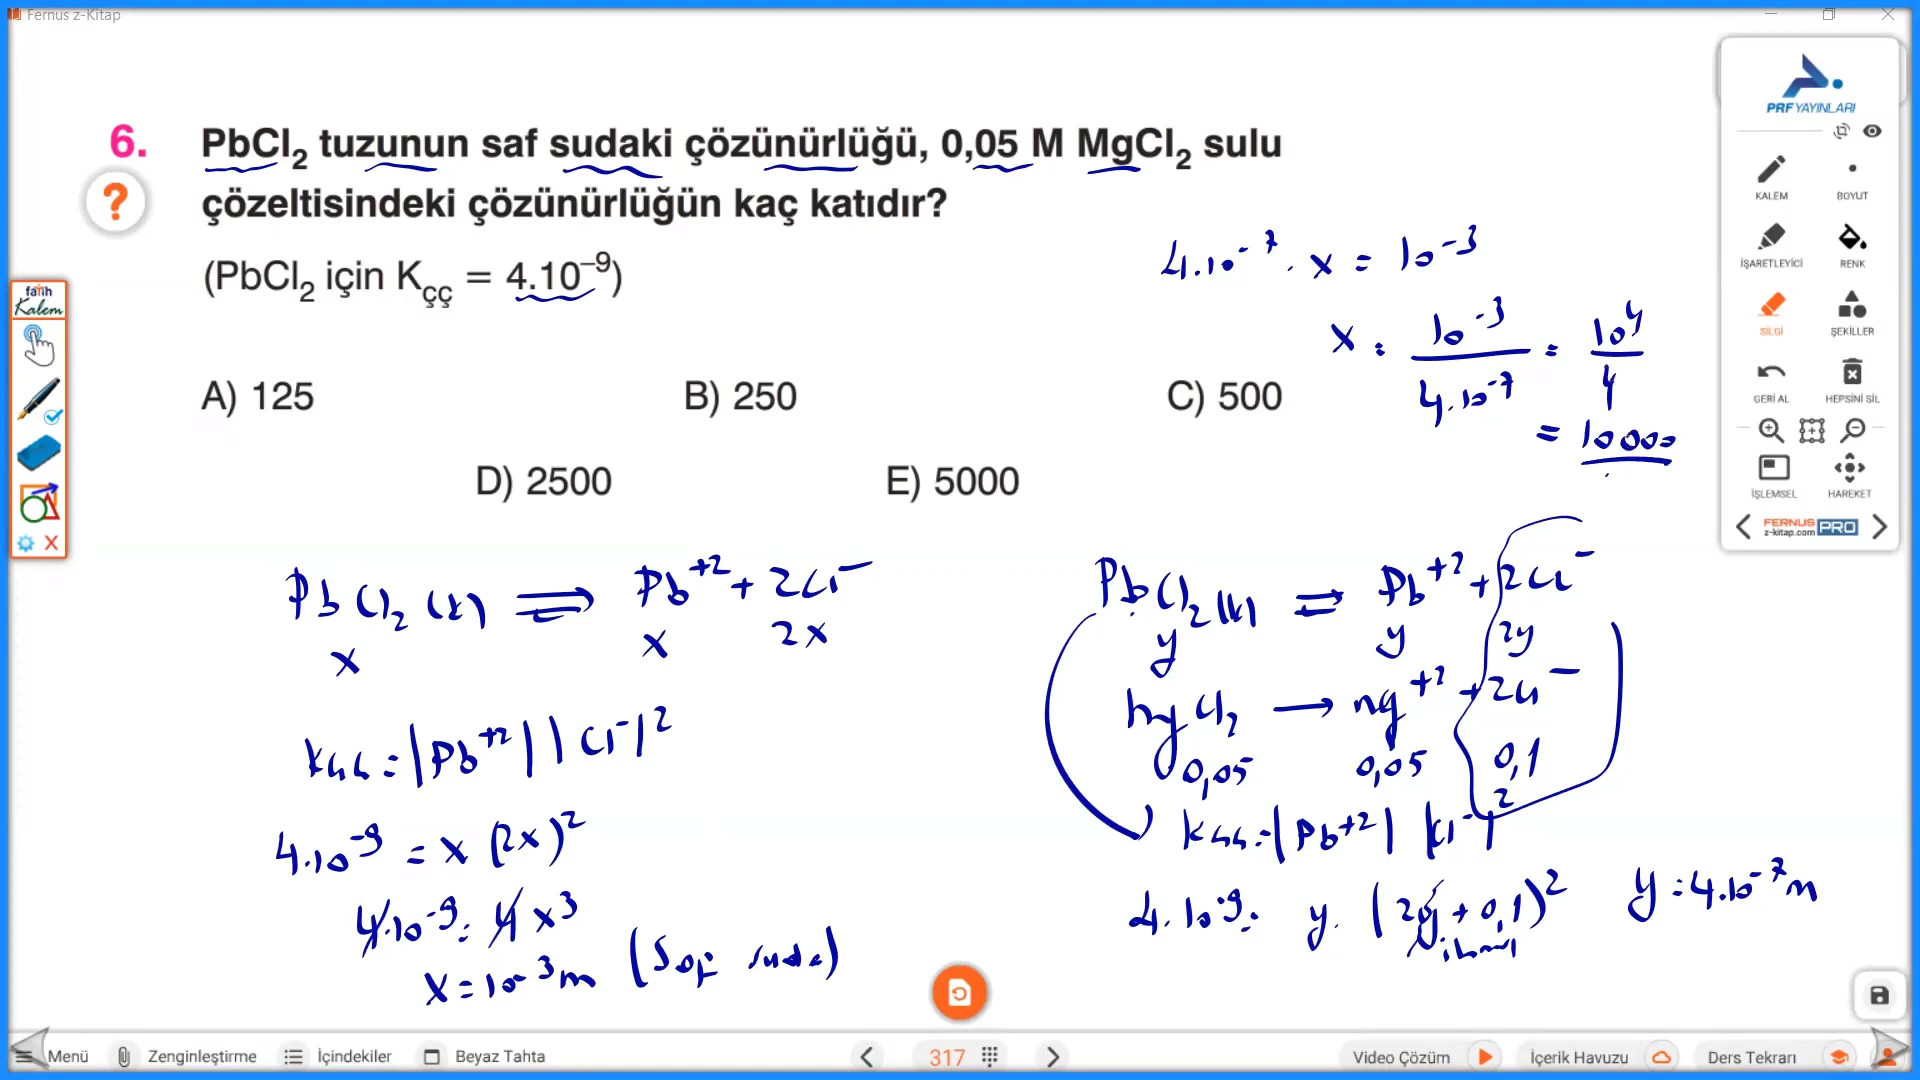 Fernus z-Kitap
6. PbCl₂ tuzunun saf sudaki çözünürlüğü, 0,05 M MgCl₂ sulu
çözeltisindeki çözünürlüğün kaç katıdır?
(PbCl₂ için Kçç = 4.10⁻⁹)
?
A) 125
B) 250
C) 500
D) 2500
E) 5000
4.10⁻⁷ . x = 10⁻³
x = 10⁻³ / 4.10⁻⁷ = 10⁴ / 4
= 10000
PbCl₂(k) ⇌ Pb⁺² + 2Cl⁻
x x 2x
Kçç = |Pb⁺²| |Cl⁻|²
4.10⁻⁹ = x (2x)²
4.10⁻⁹ = 4x³
x = 10⁻³ m (Saf suda)
PbCl₂(k) ⇌ Pb⁺² + 2Cl⁻
y y 2y
MgCl₂ → Mg⁺² + 2Cl⁻
0,05 0,05 0,1
Kçç = |Pb⁺²| |Cl⁻|²
4.10⁻⁹ = y. (2y + 0,1)² y = 4.10⁻⁷ m
ihmal
fatih
Kalem
X
PRF YAYINLARI
KALEM
BOYUT
İŞARETLEYİCİ
RENK
SİLGİ
ŞEKİLLER
GERİ AL
HEPSİNİ SİL
İŞLEMSEL
HAREKET
FERNUS PRO
z-kitap.com
Menü
Zenginleştirme
İçindekiler
Beyaz Tahta
317
Video Çözüm
İçerik Havuzu
Ders Tekrarı